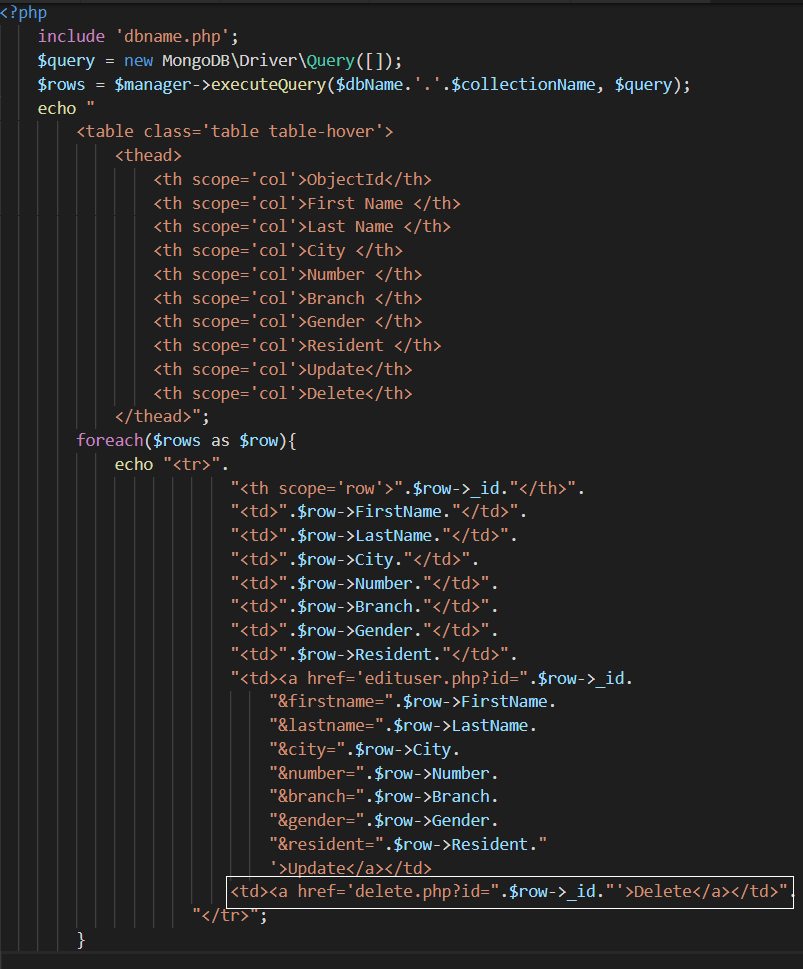 <?php
include 'dbname.php';
$query = new MongoDB\Driver\Query([]);
$rows = $manager->executeQuery($dbName.'.'.$collectionName, $query);
echo "
<table class='table table-hover'>
<thead>
<th scope='col'>ObjectId</th>
<th scope='col'>First Name </th>
<th scope='col'>Last Name </th>
<th scope='col'>City </th>
<th scope='col'>Number </th>
<th scope='col'>Branch </th>
<th scope='col'>Gender </th>
<th scope='col'>Resident </th>
<th scope='col'>Update</th>
<th scope='col'>Delete</th>
</thead>";
foreach($rows as $row){
echo "<tr>".
"<th scope='row'>".$row->_id."</th>".
"<td>".$row->FirstName."</td>".
"<td>".$row->LastName."</td>".
"<td>".$row->City."</td>".
"<td>".$row->Number."</td>".
"<td>".$row->Branch."</td>".
"<td>".$row->Gender."</td>".
"<td>".$row->Resident."</td>".
"<td><a href='edituser.php?id=".$row->_id.
"&firstname=".$row->FirstName.
"&lastname=".$row->LastName.
"&city=".$row->City.
"&number=".$row->Number.
"&branch=".$row->Branch.
"&gender=".$row->Gender.
"&resident=".$row->Resident."
'>Update</a></td>
<td><a href='delete.php?id=".$row->_id."'>Delete</a></td>".
"</tr>";
}